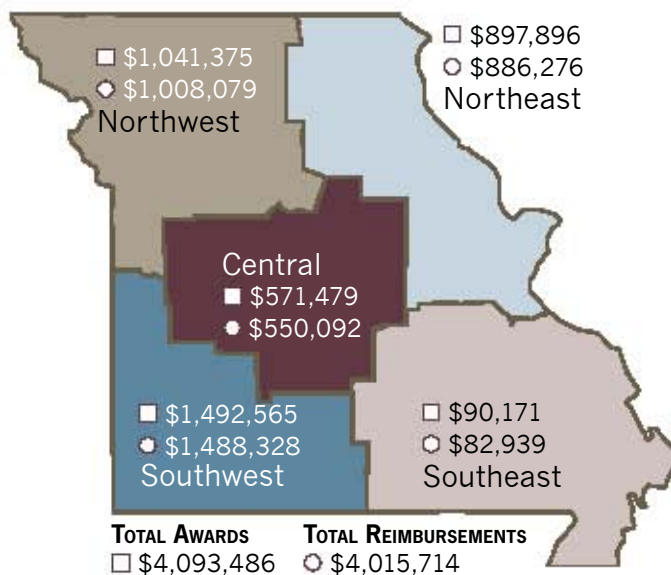 $1,041,375
$1,008,079
Northwest
$897,896
$886,276
Northeast
Central
$571,479
$550,092
$1,492,565
$1,488,328
Southwest
$90,171
$82,939
Southeast
TOTAL AWARDS TOTAL REIMBURSEMENTS
$4,093,486 $4,015,714